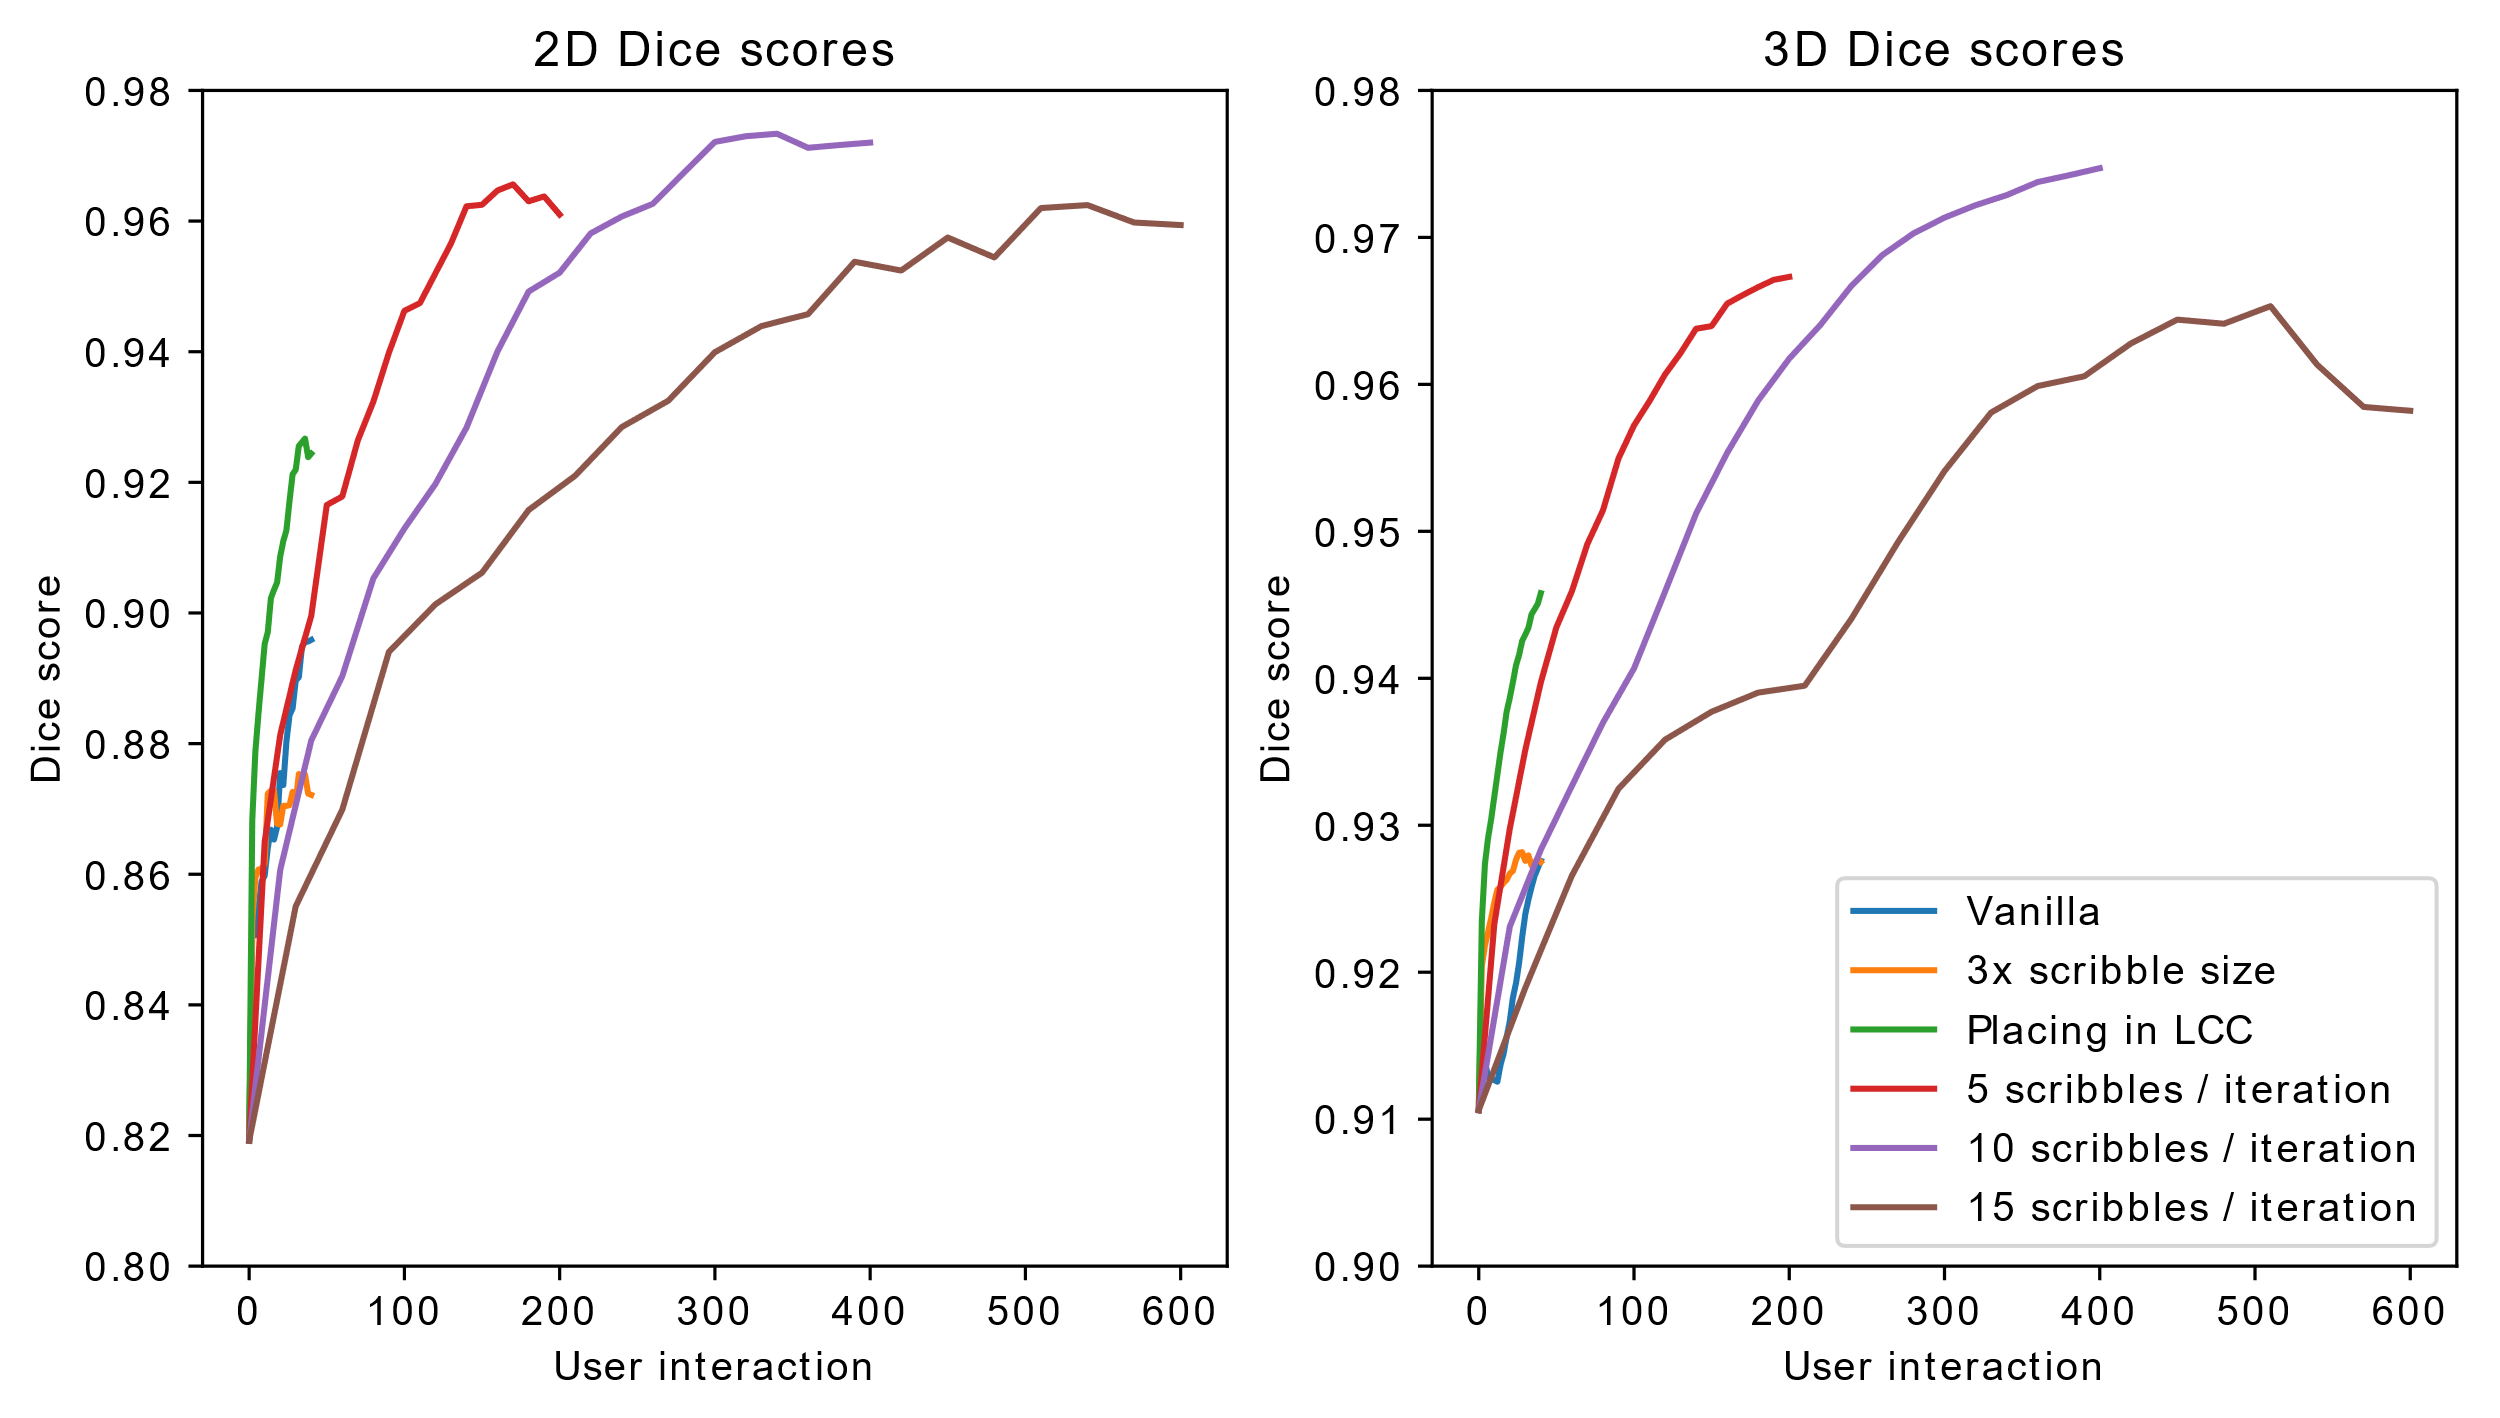 2D Dice scores
0.98
0.96
0.94
0.92
0.90
0.88
0.86
0.84
0.82
0.80
Dice score
0 100 200 300 400 500 600
User interaction
3D Dice scores
0.98
0.97
0.96
0.95
0.94
0.93
0.92
0.91
0.90
Dice score
0 100 200 300 400 500 600
User interaction
Vanilla
3x scribble size
Placing in LCC
5 scribbles / iteration
10 scribbles / iteration
15 scribbles / iteration